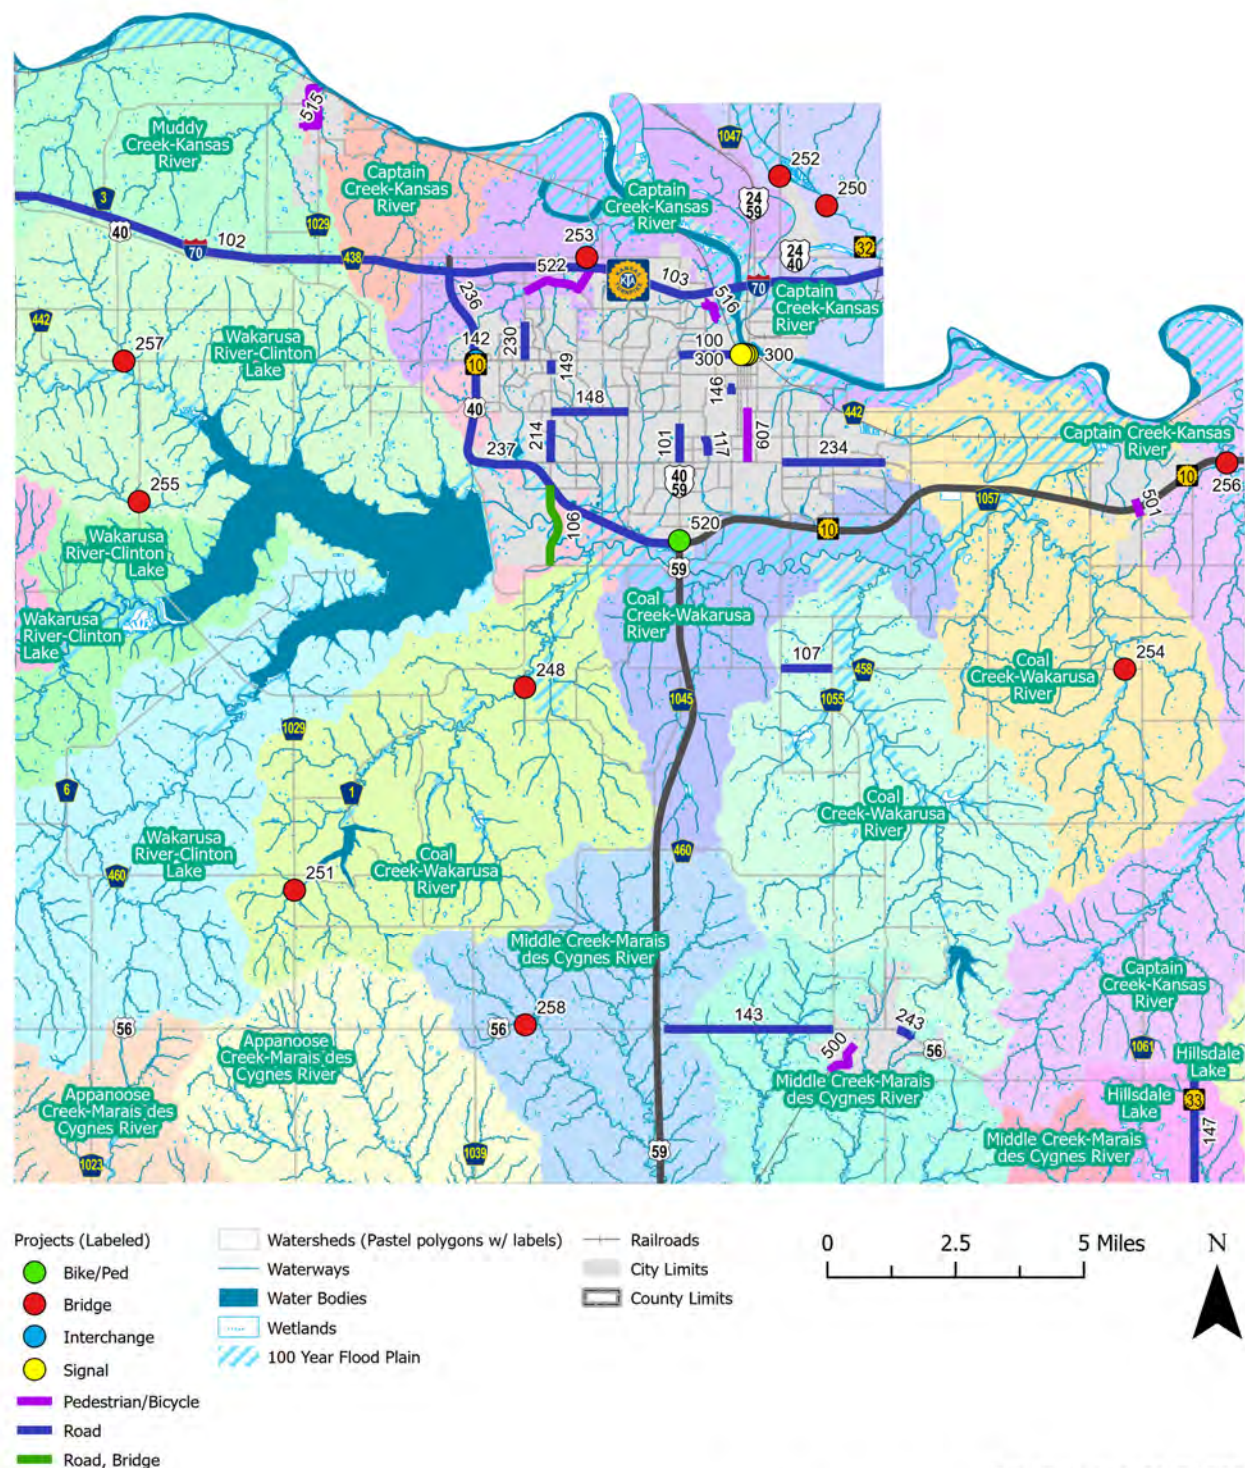 515
Muddy
Creek-Kansas
River
1047
252
Captain
Creek-Kansas
River
Captain
Creek-Kansas
River
250
3
24
59
1029
40
102
70
438
253
522
KANSAS
TURNPIKE
103
24
40
32
70
516
Captain
Creek-Kansas
River
236
442
257
Wakarusa
River-Clinton
Lake
142
10
230
149
100
300
300
146
40
148
442
237
214
101
117
607
234
Captain Creek-Kansas
River
40
59
10
256
255
1057
501
106
520
10
Wakarusa
River-Clinton
Lake
59
Coal
Creek-Wakarusa
River
Wakarusa
River-Clinton
Lake
107
458
Coal
Creek-Wakarusa
River
254
248
1045
1055
1029
6
1
Coal
Creek-Wakarusa
River
Wakarusa
River-Clinton
Lake
460
460
251
Coal
Creek-Wakarusa
River
Middle Creek-Marais
des Cygnes River
Captain
Creek-Kansas
River
56
56
258
143
243
500
56
Appanoose
Creek-Marais des
Cygnes River
1061
Hillsdale
Lake
Middle Creek-Marais
des Cygnes River
Appanoose
Creek-Marais des
Cygnes River
Hillsdale
Lake
33
147
1023
1039
59
Middle Creek-Marais
des Cygnes River
Projects (Labeled)
Bike/Ped
Bridge
Interchange
Signal
Pedestrian/Bicycle
Road
Road, Bridge
Watersheds (Pastel polygons w/ labels)
Waterways
Water Bodies
Wetlands
100 Year Flood Plain
Railroads
City Limits
County Limits
0 2.5 5 Miles
N